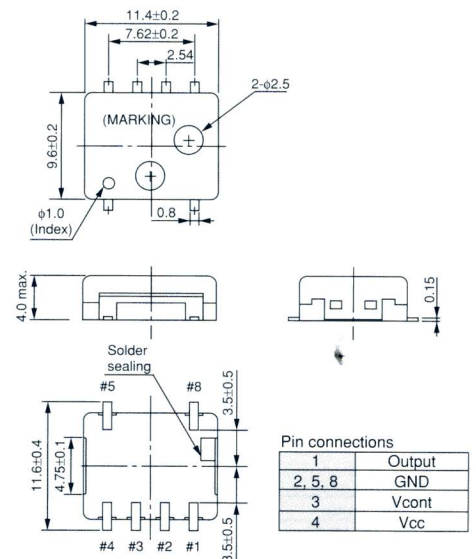 11.4±0.2
7.62±0.2
2.54
2-φ2.5
(MARKING)
9.6±0.2
φ1.0
(Index)
0.8
4.0 max.
0.15
Solder
sealing
#5
#8
3.5±0.5
11.6±0.4
4.75±0.1
3.5±0.5
#4
#3
#2
#1
Pin connections
1 Output
2, 5, 8 GND
3 Vcont
4 Vcc